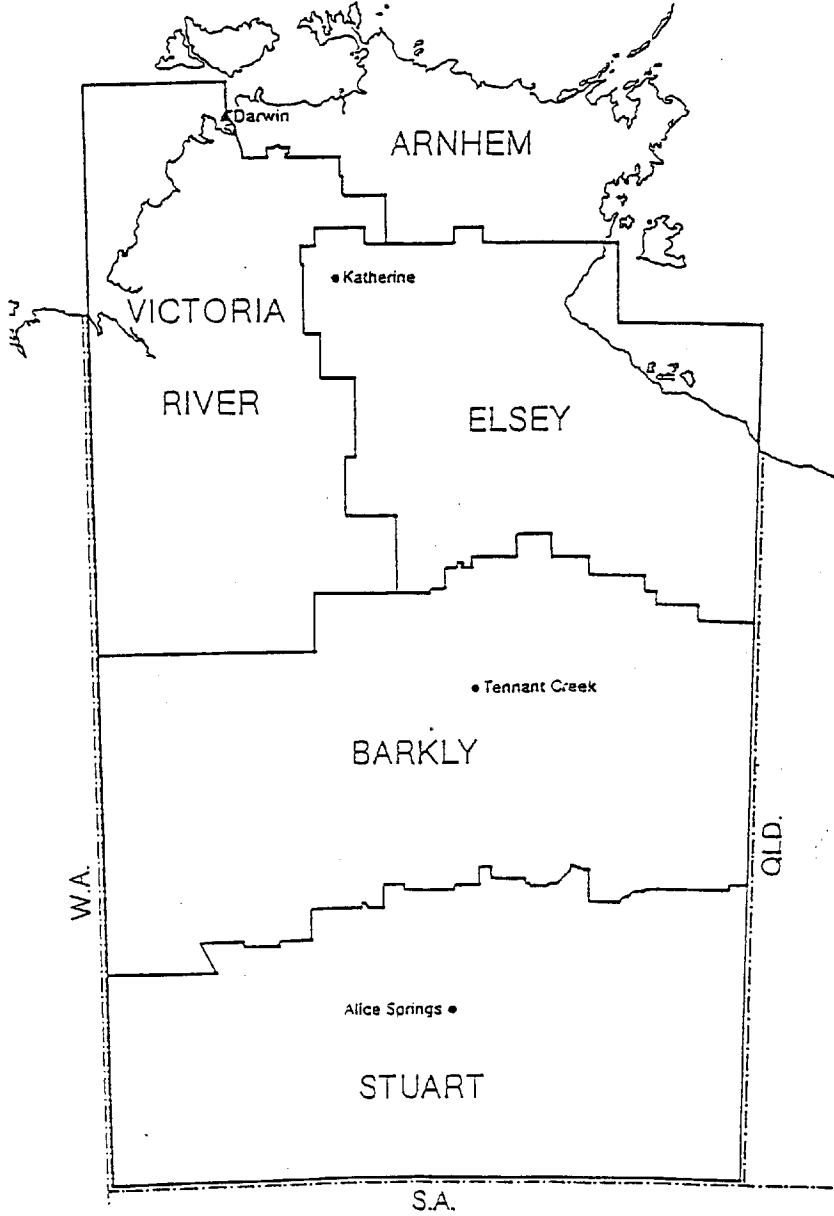 Darwin
ARNHEM
Katherine
VICTORIA
RIVER
ELSEY
Tennant Creek
BARKLY
W.A.
QLD.
Alice Springs
STUART
S.A.